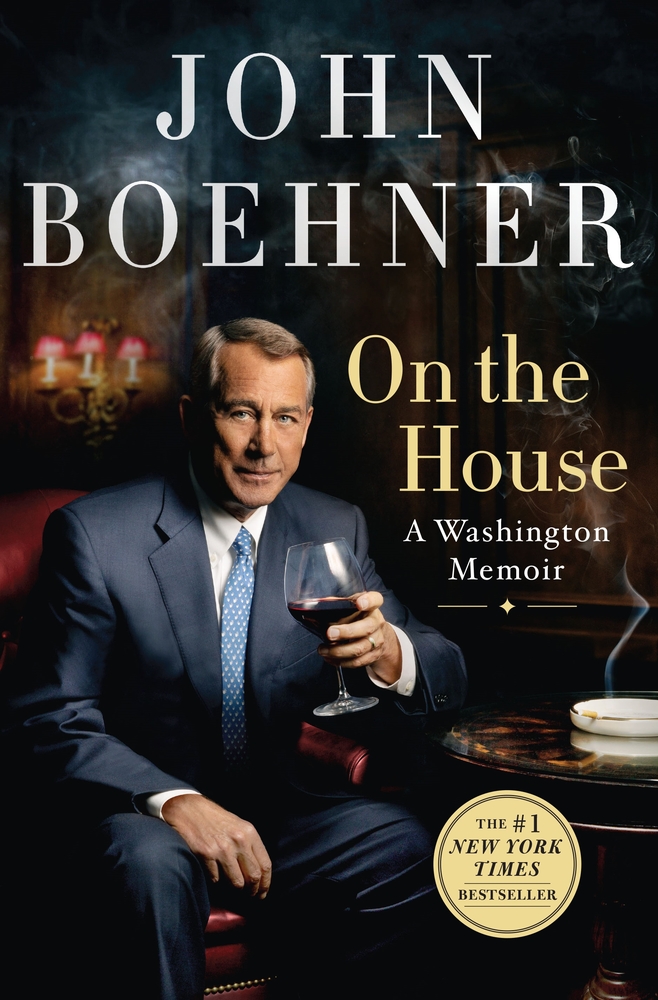 JOHN
BOEHNER
On the
House
A Washington
Memoir
THE #1
NEW YORK
TIMES
BESTSELLER